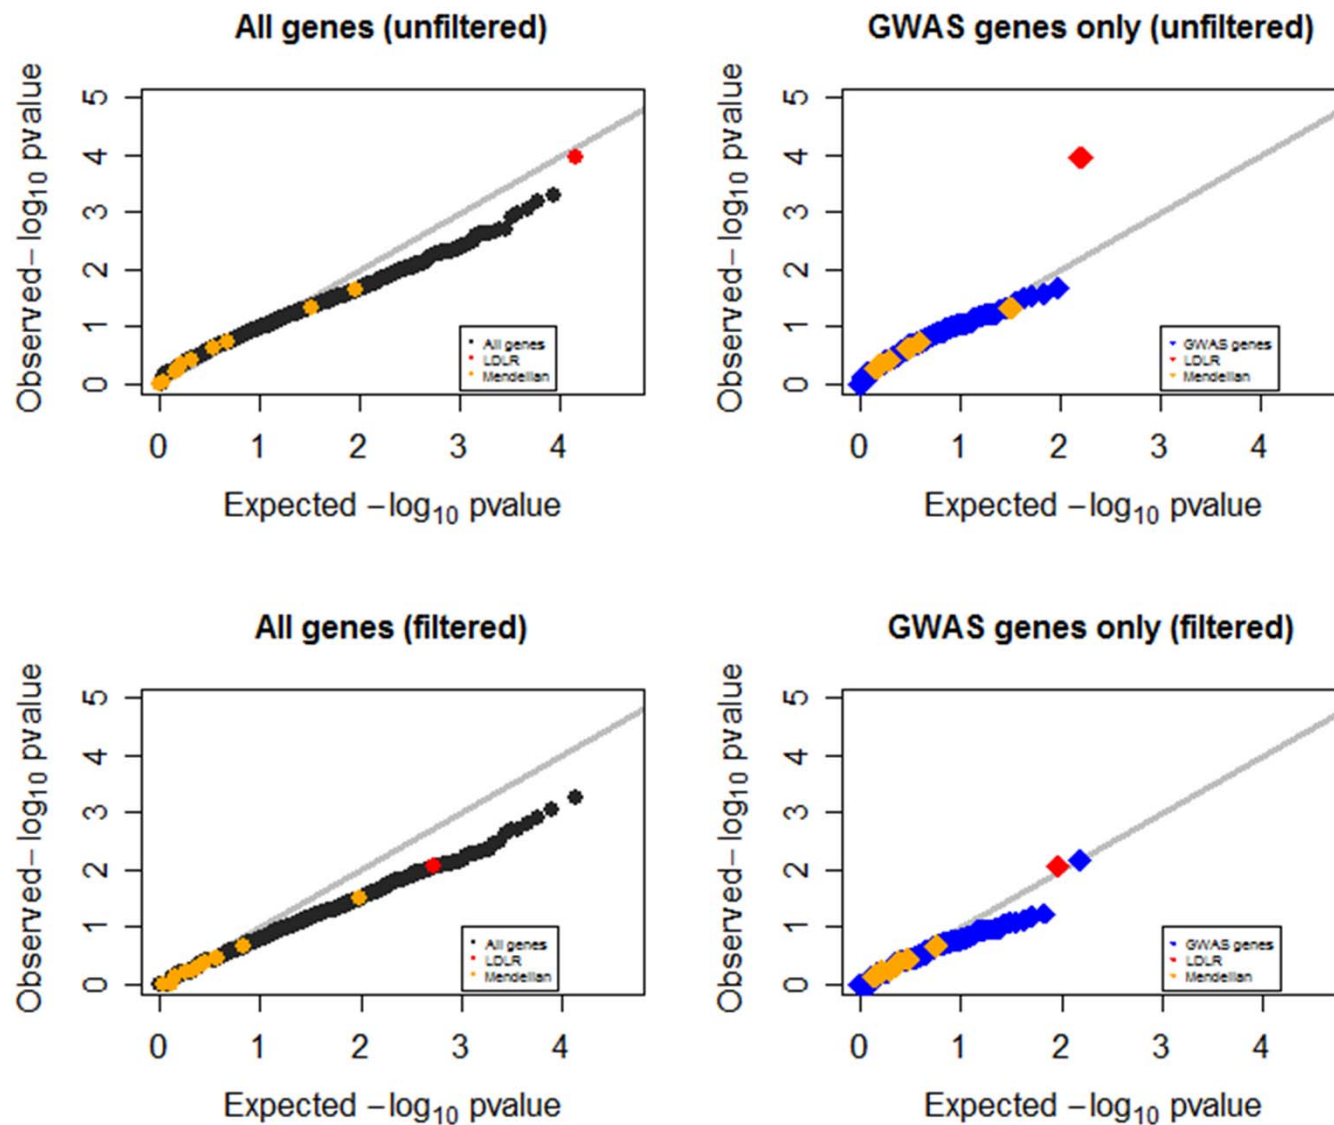 All genes (unfiltered)
Observed−log10 pvalue
5
4
3
2
1
0
All genes
LDLR
Mendelian
0 1 2 3 4
Expected −log10 pvalue
GWAS genes only (unfiltered)
Observed−log10 pvalue
5
4
3
2
1
0
GWAS genes
LDLR
Mendelian
0 1 2 3 4
Expected −log10 pvalue
All genes (filtered)
Observed−log10 pvalue
5
4
3
2
1
0
All genes
LDLR
Mendelian
0 1 2 3 4
Expected −log10 pvalue
GWAS genes only (filtered)
Observed−log10 pvalue
5
4
3
2
1
0
GWAS genes
LDLR
Mendelian
0 1 2 3 4
Expected −log10 pvalue